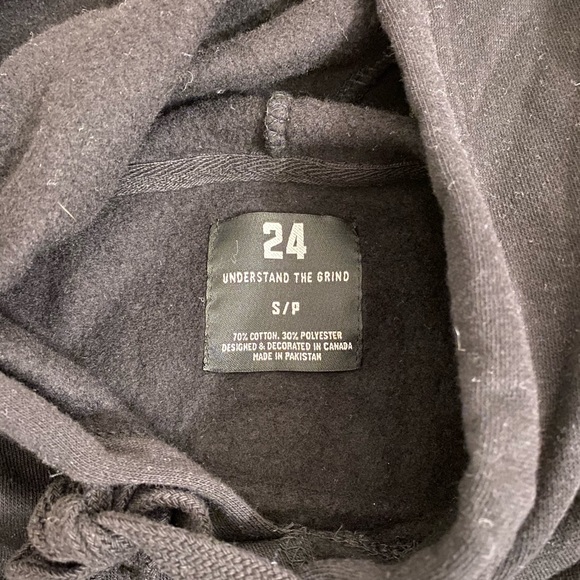 24
UNDERSTAND THE GRIND
S/P
70% COTTON. 30% POLYESTER
DESIGNED & DECORATED IN CANADA
MADE IN PAKISTAN